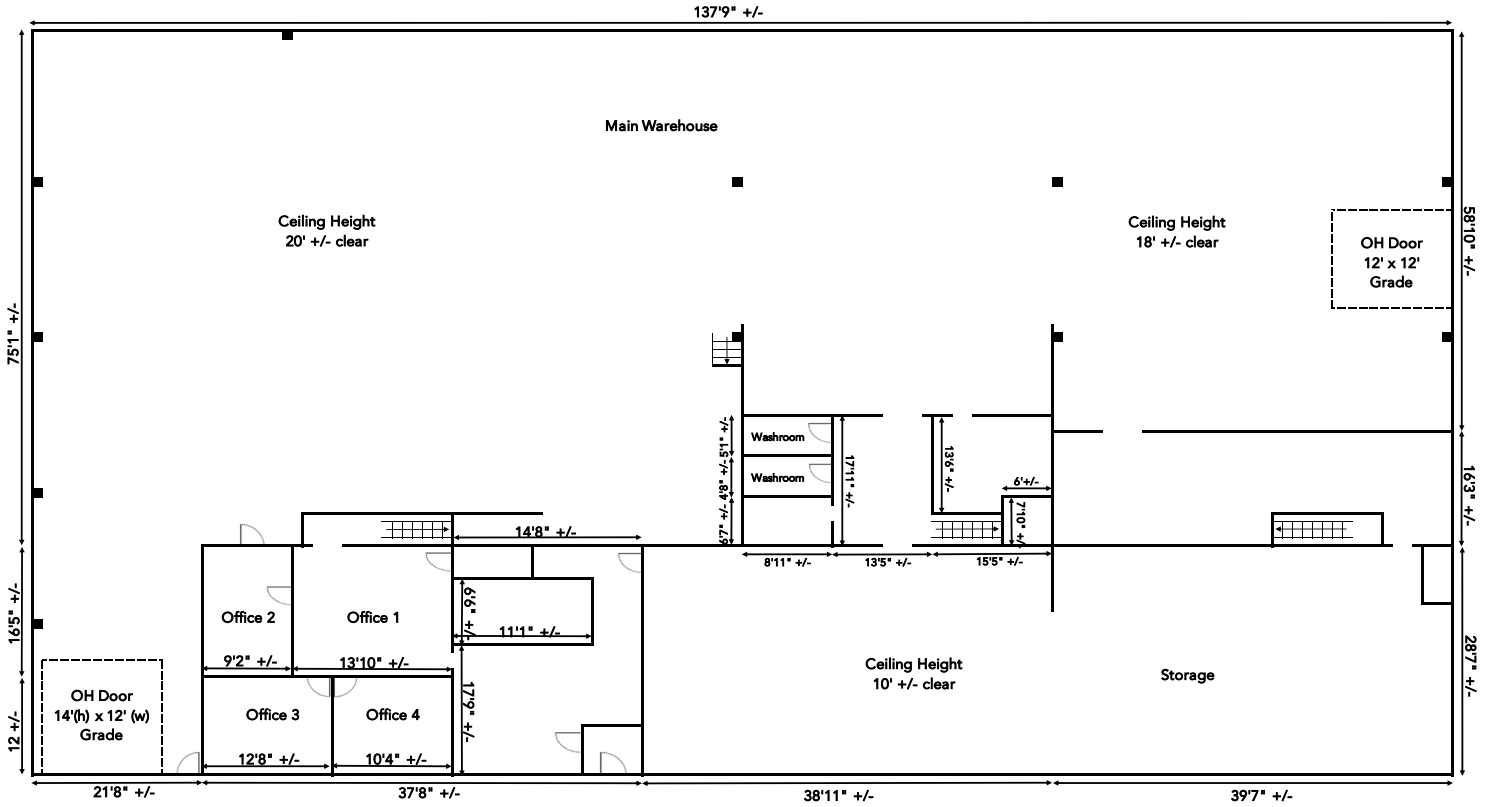 137'9" +/-
Main Warehouse
Ceiling Height
20' +/- clear
Ceiling Height
18' +/- clear
OH Door
12' x 12'
Grade
58'10" +/-
75'1" +/-
Washroom
Washroom
5'1" +/-
4'8" +/-
6'7" +/-
17'11" +/-
13'6" +/-
6'+/-
7'10" +/-
16'3" +/-
14'8" +/-
8'11" +/-
13'5" +/-
15'5" +/-
16'5" +/-
Office 2
Office 1
6'6" +/-
11'1" +/-
9'2" +/-
13'10" +/-
Ceiling Height
10' +/- clear
Storage
28'7" +/-
OH Door
14'(h) x 12' (w)
Grade
12 +/-
Office 3
Office 4
17'9" +/-
12'8" +/-
10'4" +/-
21'8" +/-
37'8" +/-
38'11" +/-
39'7" +/-